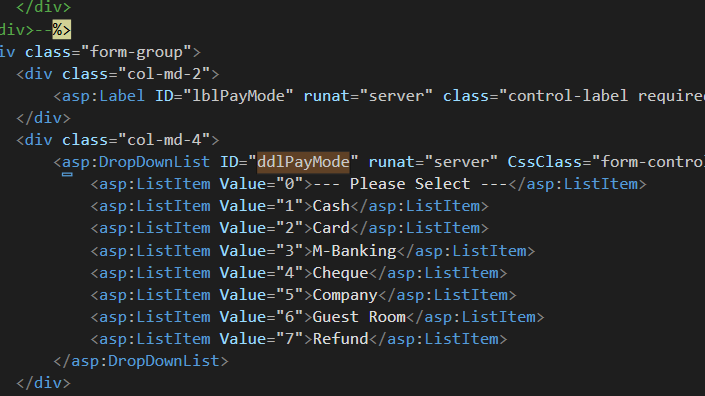 </div>
div>--%>
iv class="form-group">
<div class="col-md-2">
<asp:Label ID="lblPayMode" runat="server" class="control-label require
</div>
<div class="col-md-4">
<asp:DropDownList ID="ddlPayMode" runat="server" CssClass="form-contro
<asp:ListItem Value="0">--- Please Select ---</asp:ListItem>
<asp:ListItem Value="1">Cash</asp:ListItem>
<asp:ListItem Value="2">Card</asp:ListItem>
<asp:ListItem Value="3">M-Banking</asp:ListItem>
<asp:ListItem Value="4">Cheque</asp:ListItem>
<asp:ListItem Value="5">Company</asp:ListItem>
<asp:ListItem Value="6">Guest Room</asp:ListItem>
<asp:ListItem Value="7">Refund</asp:ListItem>
</asp:DropDownList>
</div>